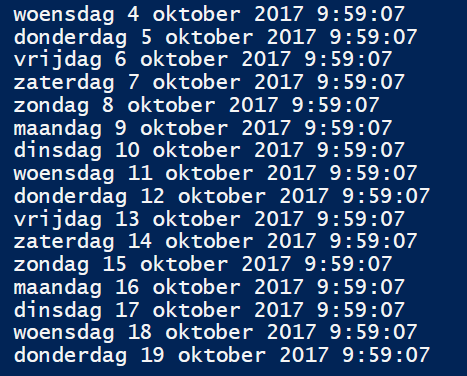 woensdag 4 oktober 2017 9:59:07
donderdag 5 oktober 2017 9:59:07
vrijdag 6 oktober 2017 9:59:07
zaterdag 7 oktober 2017 9:59:07
zondag 8 oktober 2017 9:59:07
maandag 9 oktober 2017 9:59:07
dinsdag 10 oktober 2017 9:59:07
woensdag 11 oktober 2017 9:59:07
donderdag 12 oktober 2017 9:59:07
vrijdag 13 oktober 2017 9:59:07
zaterdag 14 oktober 2017 9:59:07
zondag 15 oktober 2017 9:59:07
maandag 16 oktober 2017 9:59:07
dinsdag 17 oktober 2017 9:59:07
woensdag 18 oktober 2017 9:59:07
donderdag 19 oktober 2017 9:59:07